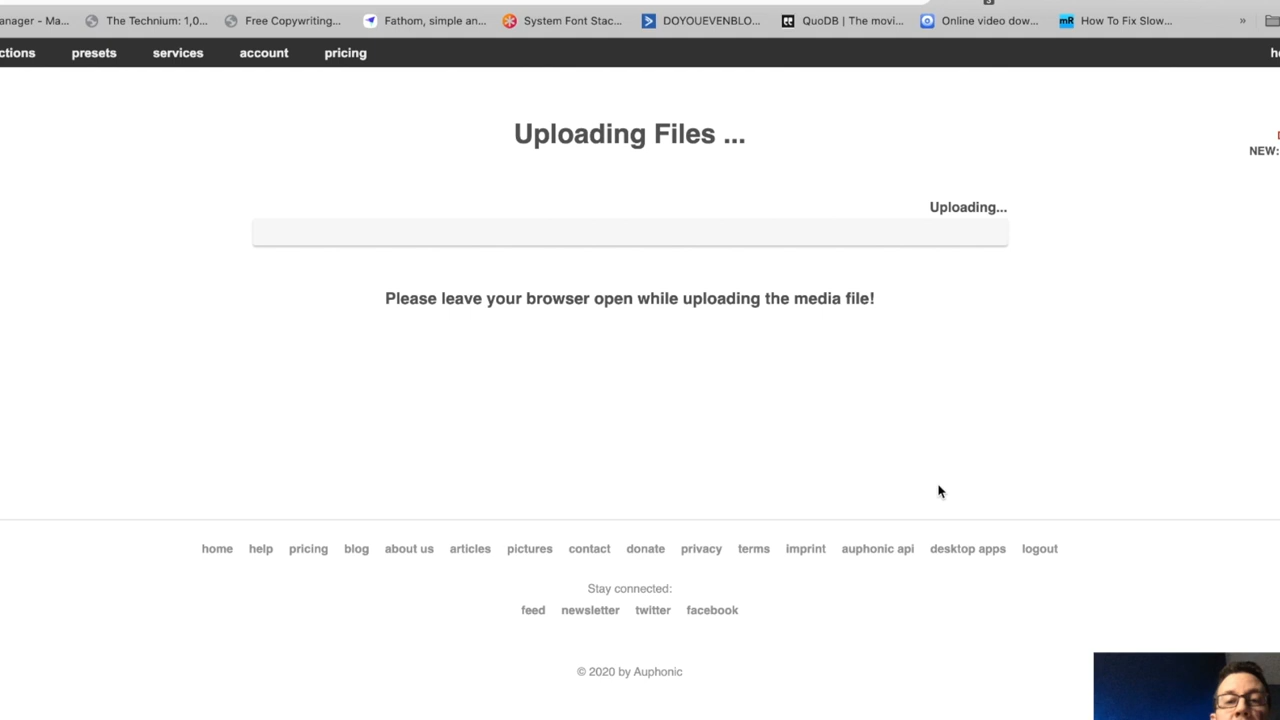 anager - Ma... The Technium: 1,0... Free Copywriting... Fathom, simple an... System Font Stac... DOYOUEVENBLO... QuoDB | The movi... Online video dow... mR How To Fix Slow... »
ctions presets services account pricing he
Uploading Files ...
NEW:
Uploading...
Please leave your browser open while uploading the media file!
home help pricing blog about us articles pictures contact donate privacy terms imprint auphonic api desktop apps logout
Stay connected:
feed newsletter twitter facebook
© 2020 by Auphonic